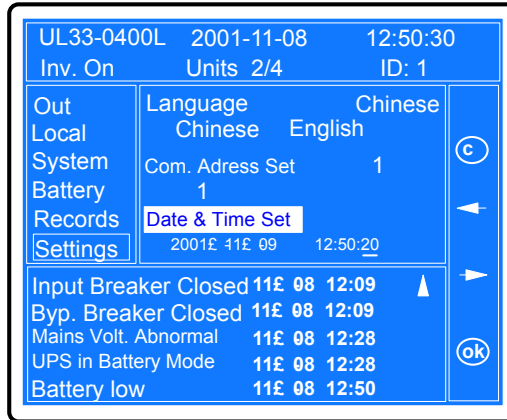 UL33-0400L 2001-11-08 12:50:30
Inv. On Units 2/4 ID: 1
Out
Local
System
Battery
Records
Settings
Language Chinese
Chinese English
Com. Adress Set 1
1
Date & Time Set
2001£ 11£ 09 12:50:20
Input Breaker Closed 11£ 08 12:09
Byp. Breaker Closed 11£ 08 12:09
Mains Volt. Abnormal 11£ 08 12:28
UPS in Batt Mode 11£ 08 12:28
Battery low 11£ 08 12:50
c
ok